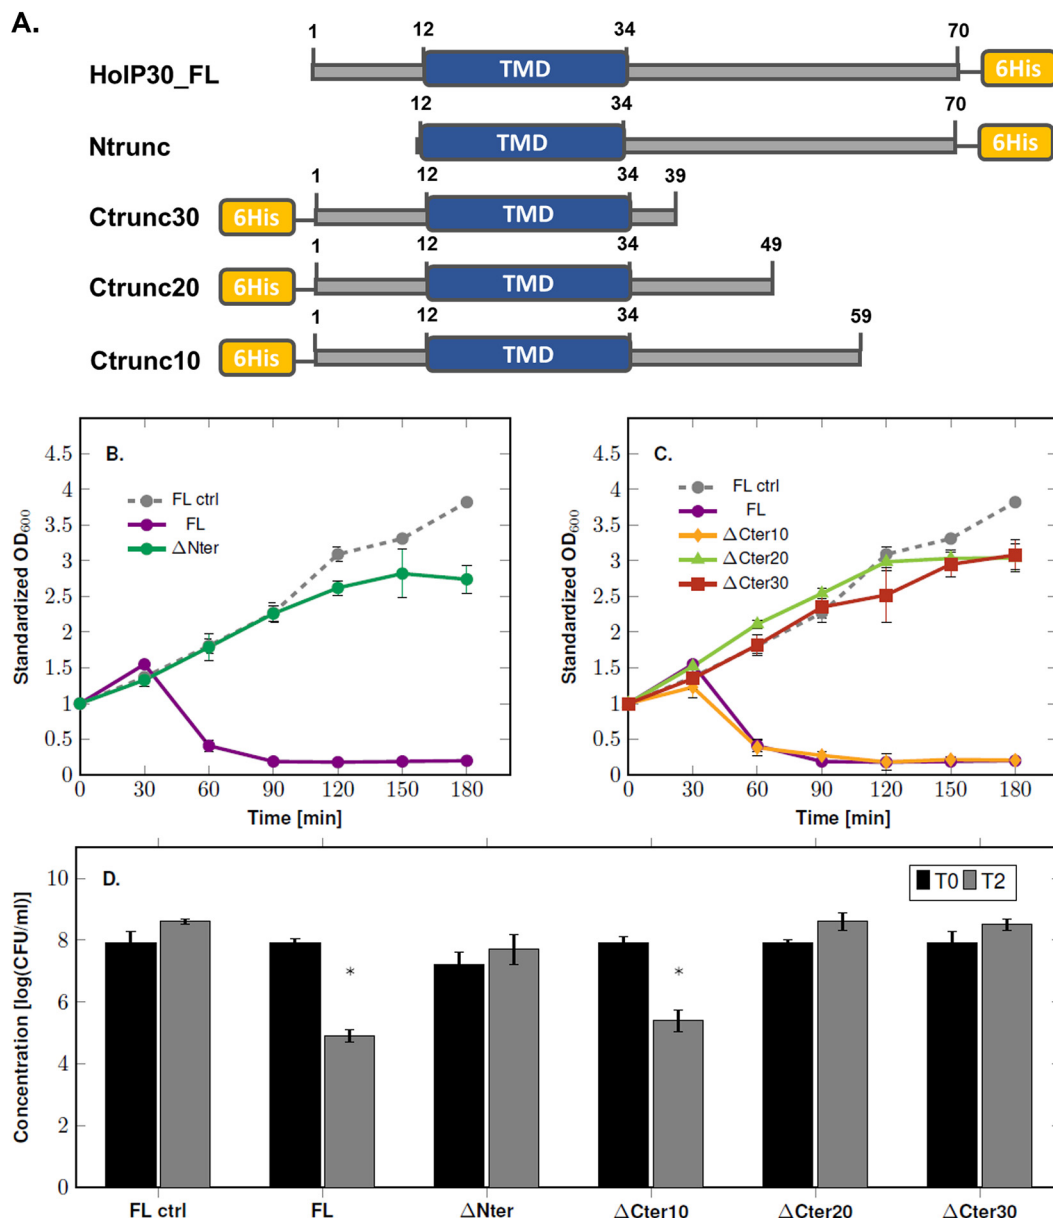 A.
1 12 34 70
HolP30_FL TMD 6His
12 34 70
Ntrunc TMD 6His
1 12 34 39
Ctrunc30 6His TMD
1 12 34 49
Ctrunc20 6His TMD
1 12 34 59
Ctrunc10 6His TMD
B.
Standardized OD600
4.5
4
3.5
3
2.5
2
1.5
1
0.5
0
FL ctrl
FL
ΔNter
0 30 60 90 120 150 180
Time [min]
C.
Standardized OD600
4.5
4
3.5
3
2.5
2
1.5
1
0.5
0
FL ctrl
FL
ΔCter10
ΔCter20
ΔCter30
0 30 60 90 120 150 180
Time [min]
D.
Concentration [log(CFU/ml)]
10
8
6
4
2
0
T0 T2
* *
FL ctrl FL ΔNter ΔCter10 ΔCter20 ΔCter30